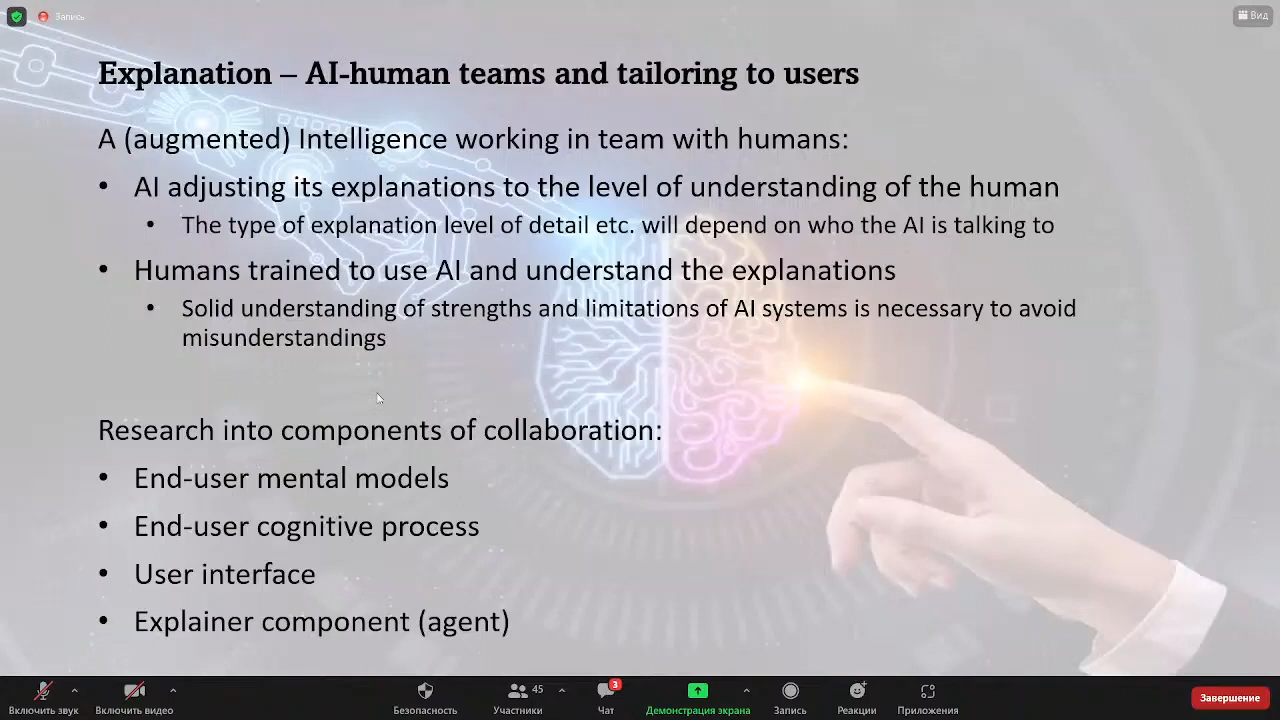 Запись
Вид
Explanation – AI-human teams and tailoring to users
A (augmented) Intelligence working in team with humans:
• AI adjusting its explanations to the level of understanding of the human
• The type of explanation level of detail etc. will depend on who the AI is talking to
• Humans trained to use AI and understand the explanations
• Solid understanding of strengths and limitations of AI systems is necessary to avoid
misunderstandings
Research into components of collaboration:
• End-user mental models
• End-user cognitive process
• User interface
• Explainer component (agent)
45
3
Включить звук
Включить видео
Безопасность
Участники
Чат
Демонстрация экрана
Запись
Реакции
Приложения
Завершение